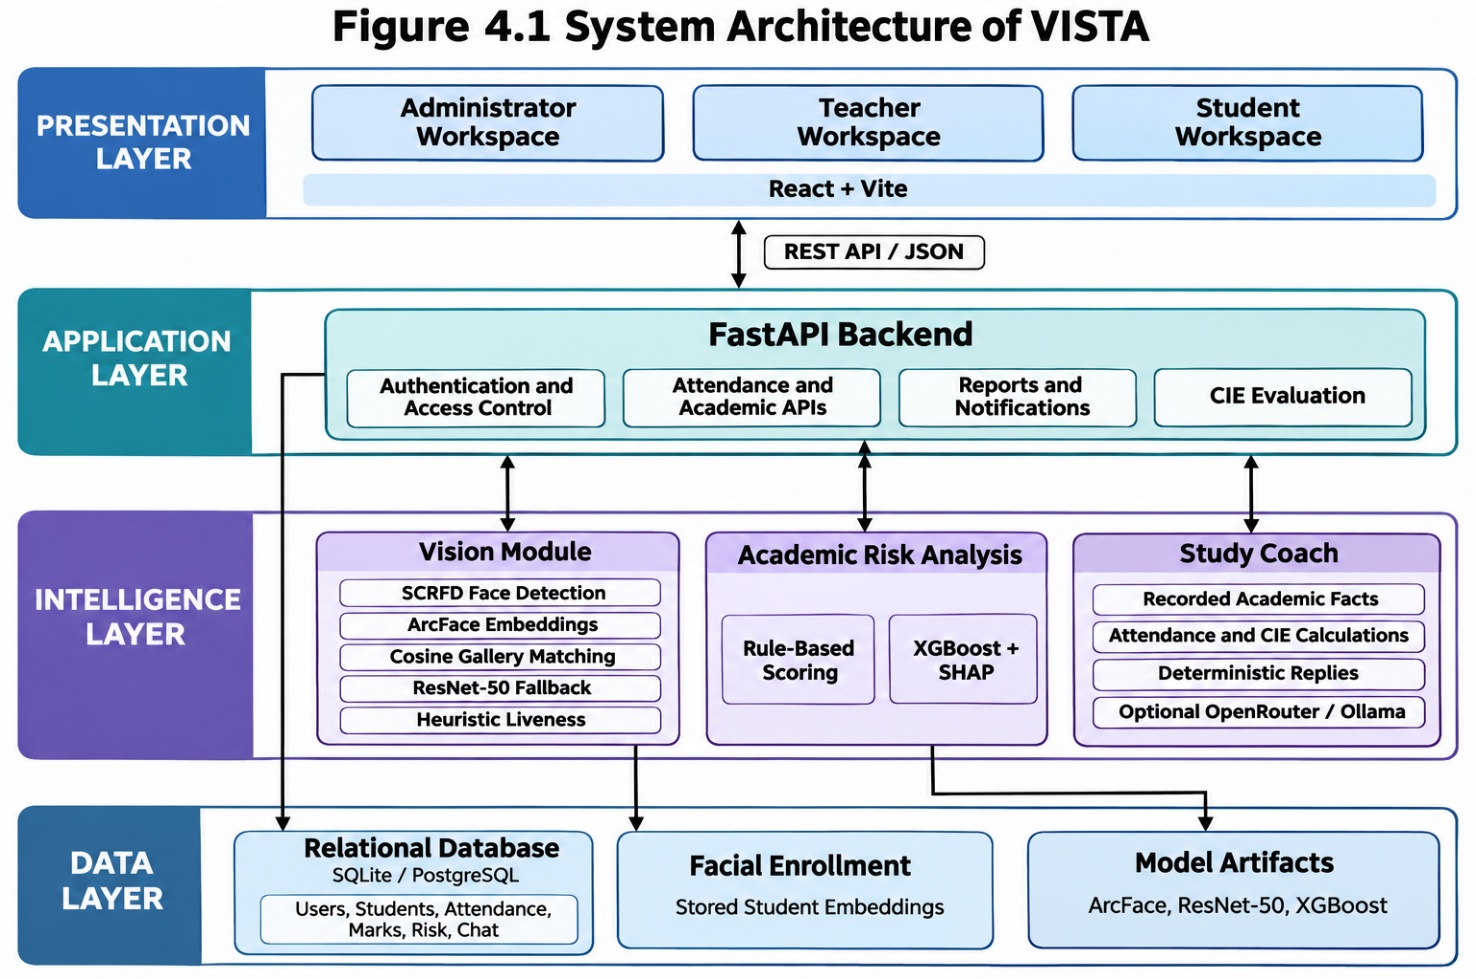 Figure 4.1 System Architecture of VISTA
PRESENTATION
LAYER
Administrator
Workspace
Teacher
Workspace
Student
Workspace
React + Vite
REST API / JSON
APPLICATION
LAYER
FastAPI Backend
Authentication and
Access Control
Attendance and
Academic APIs
Reports and
Notifications
CIE Evaluation
INTELLIGENCE
LAYER
Vision Module
SCRFD Face Detection
ArcFace Embeddings
Cosine Gallery Matching
ResNet-50 Fallback
Heuristic Liveness
Academic Risk Analysis
Rule-Based
Scoring
XGBoost +
SHAP
Study Coach
Recorded Academic Facts
Attendance and CIE Calculations
Deterministic Replies
Optional OpenRouter / Ollama
DATA
LAYER
Relational Database
SQLite / PostgreSQL
Users, Students, Attendance,
Marks, Risk, Chat
Facial Enrollment
Stored Student Embeddings
Model Artifacts
ArcFace, ResNet-50, XGBoost